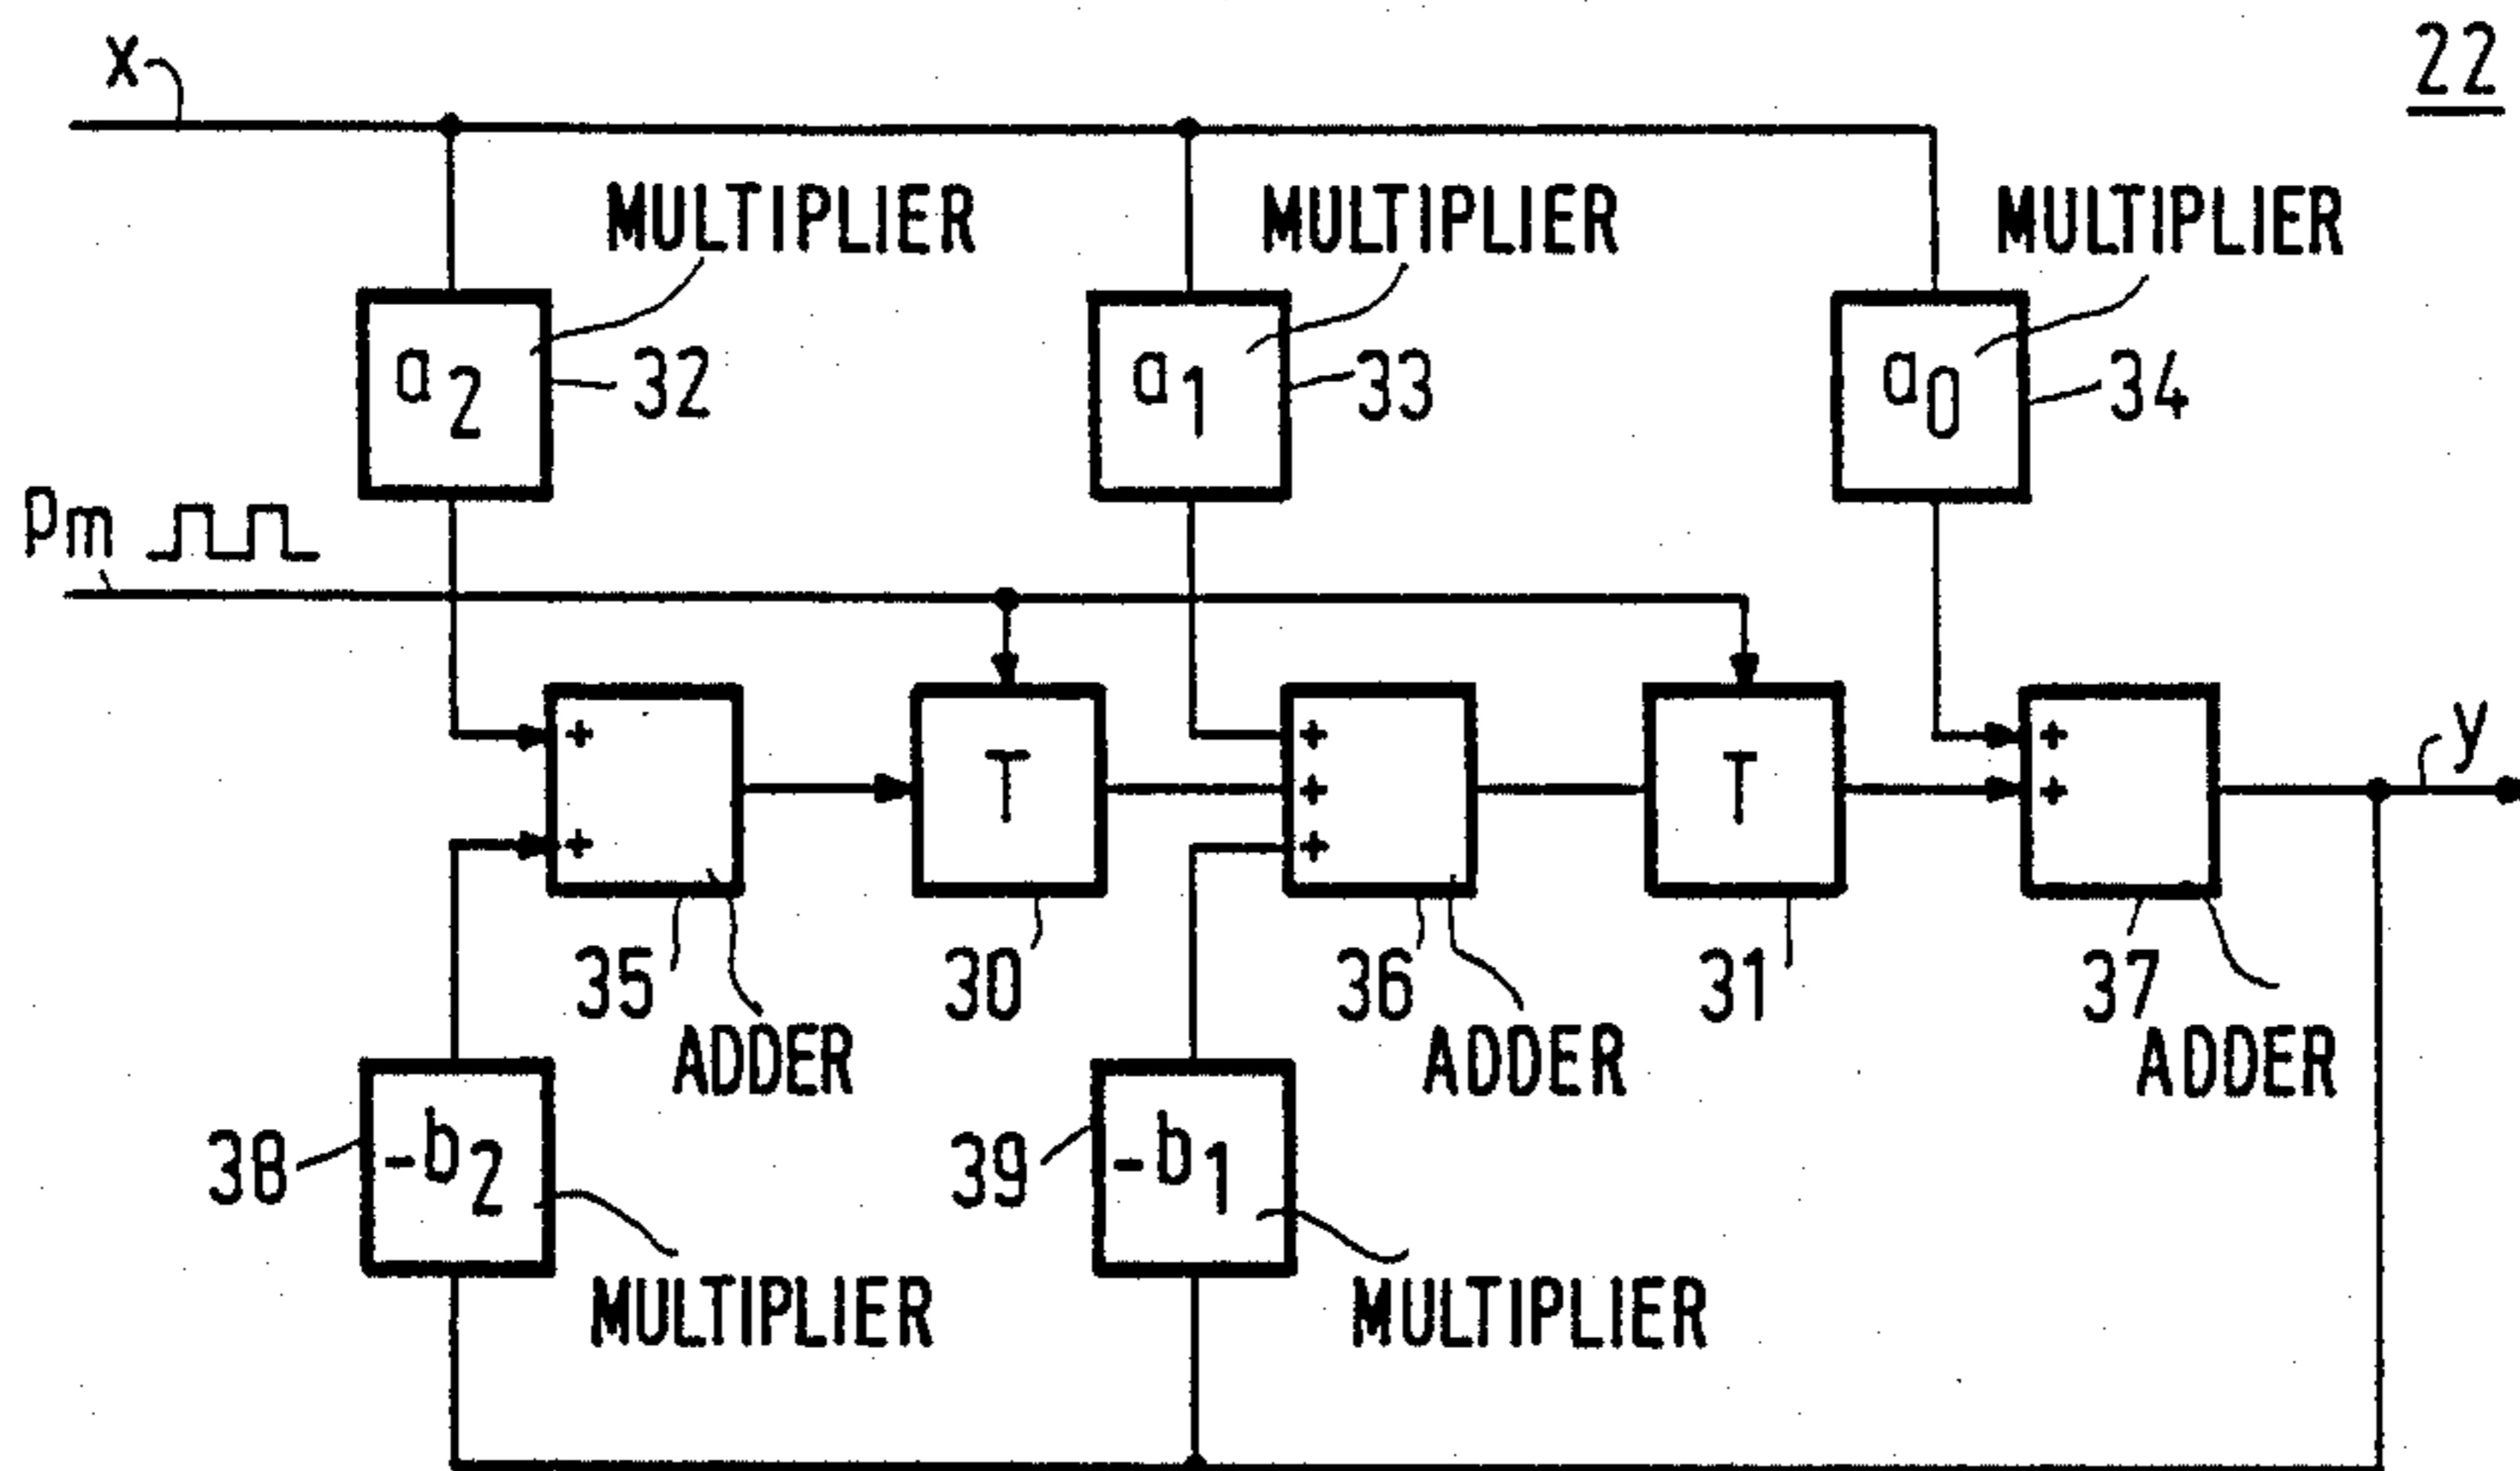 x
22
MULTIPLIER
MULTIPLIER
MULTIPLIER
a2
32
a1
33
a0
34
Pm
+
+
T
+
+
+
T
+
+
y
35
30
36
31
37
ADDER
ADDER
ADDER
38
-b2
39
-b1
MULTIPLIER
MULTIPLIER